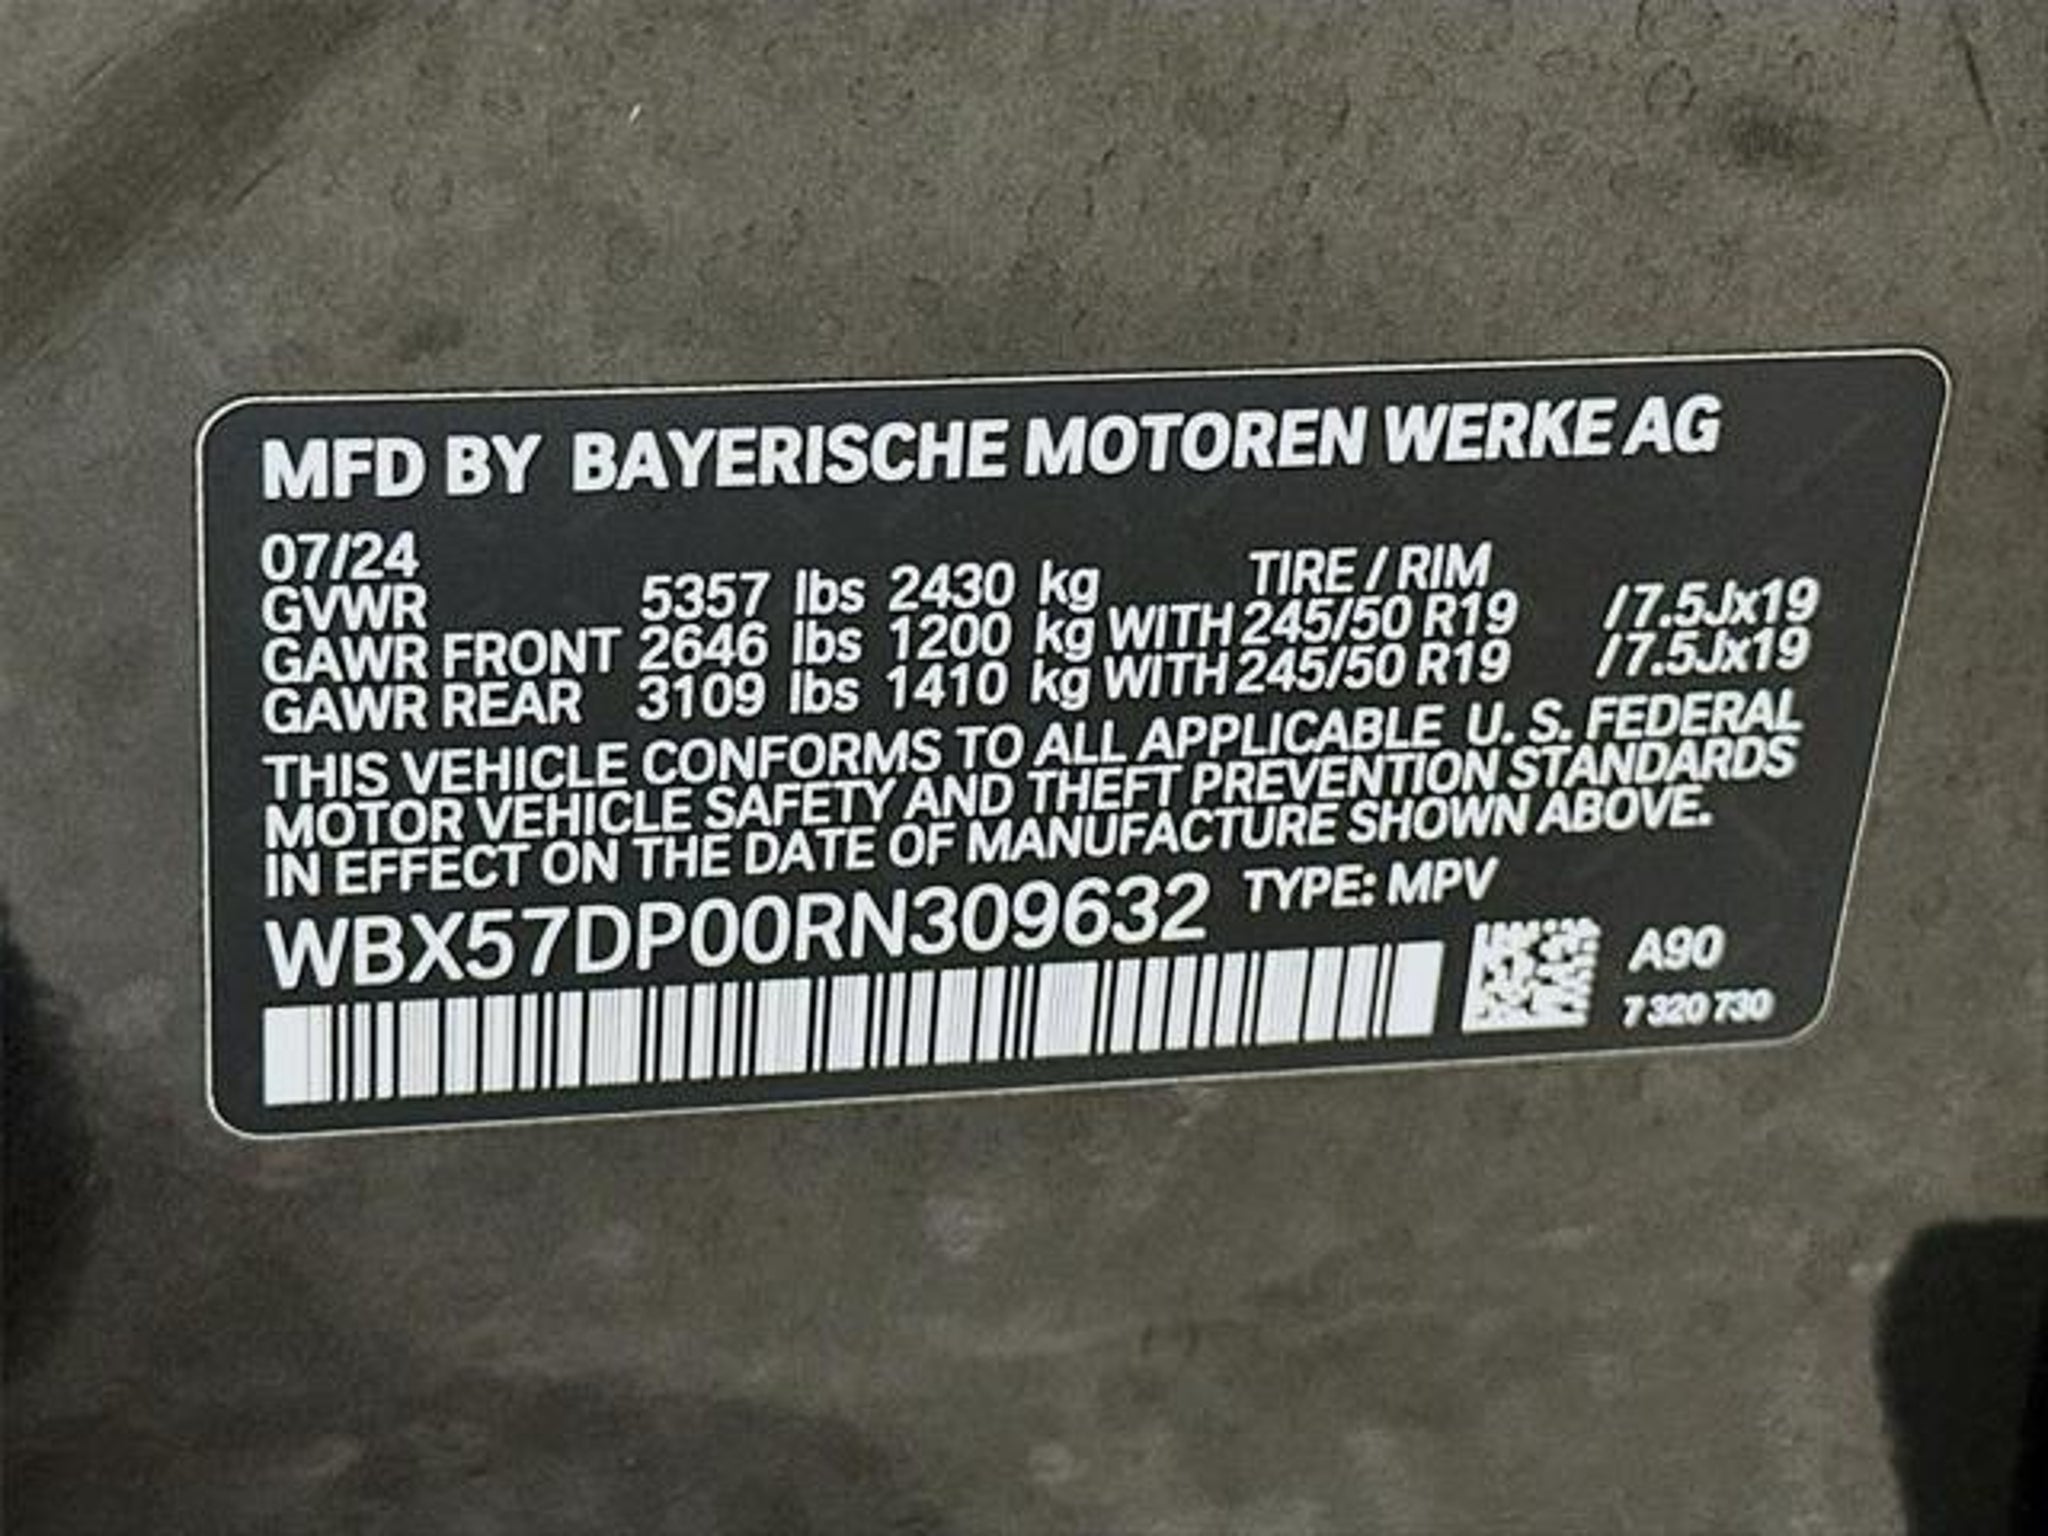 MFD BY BAYERISCHE MOTOREN WERKE AG
07/24 TIRE / RIM
GVWR 5357 lbs 2430 kg
GAWR FRONT 2646 lbs 1200 kg WITH 245/50 R19 / 7.5Jx19
GAWR REAR 3109 lbs 1410 kg WITH 245/50 R19 / 7.5Jx19
THIS VEHICLE CONFORMS TO ALL APPLICABLE U. S. FEDERAL
MOTOR VEHICLE SAFETY AND THEFT PREVENTION STANDARDS
IN EFFECT ON THE DATE OF MANUFACTURE SHOWN ABOVE.
WBX57DP00RN309632 TYPE: MPV
A90
7 320 730